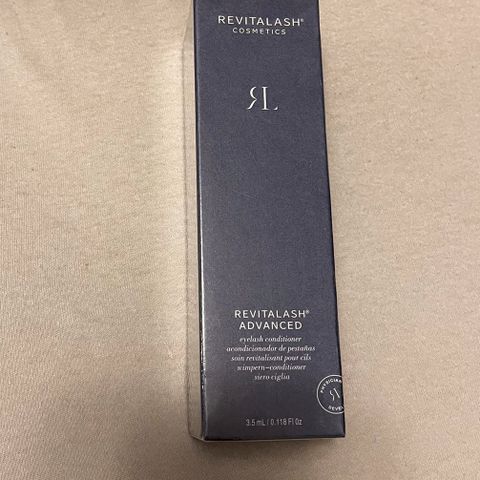 REVITALASH®
COSMETICS
RL
REVITALASH®
ADVANCED
eyelash conditioner
acondicionador de pestañas
soin revitalisant pour cils
wimpern-conditioner
siero ciglia
3.5 mL / 0.118 Fl Oz